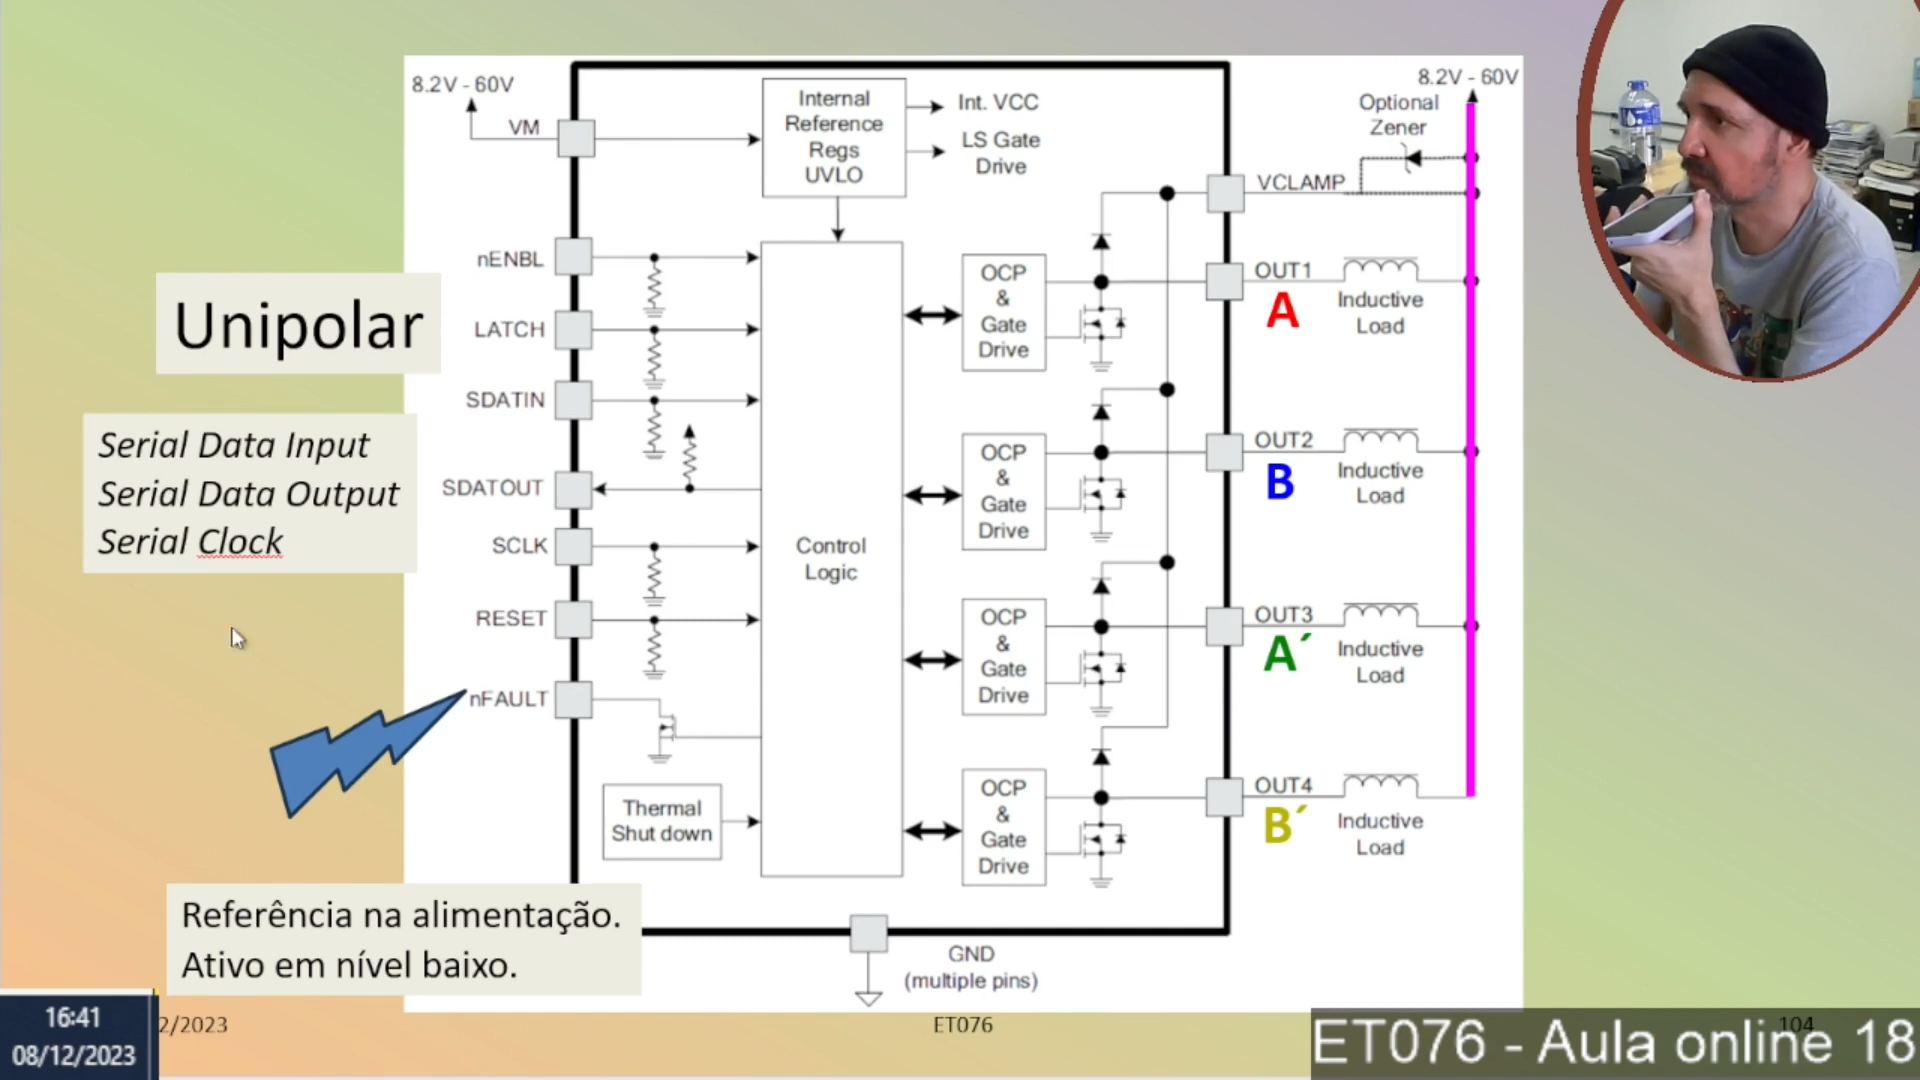 8.2V - 60V
VM
Internal
Reference
Regs
UVLO
Int. VCC
LS Gate
Drive
8.2V - 60V
Optional
Zener
VCLAMP
nENBL
LATCH
SDATIN
SDATOUT
SCLK
RESET
nFAULT
Unipolar
Serial Data Input
Serial Data Output
Serial Clock
Control
Logic
Thermal
Shut down
OCP
&
Gate
Drive
OUT1
A
Inductive
Load
OCP
&
Gate
Drive
OUT2
B
Inductive
Load
OCP
&
Gate
Drive
OUT3
A´
Inductive
Load
OCP
&
Gate
Drive
OUT4
B´
Inductive
Load
Referência na alimentação.
Ativo em nível baixo.
GND
(multiple pins)
16:41
08/12/2023
2/2023
ET076
104
ET076 - Aula online 18